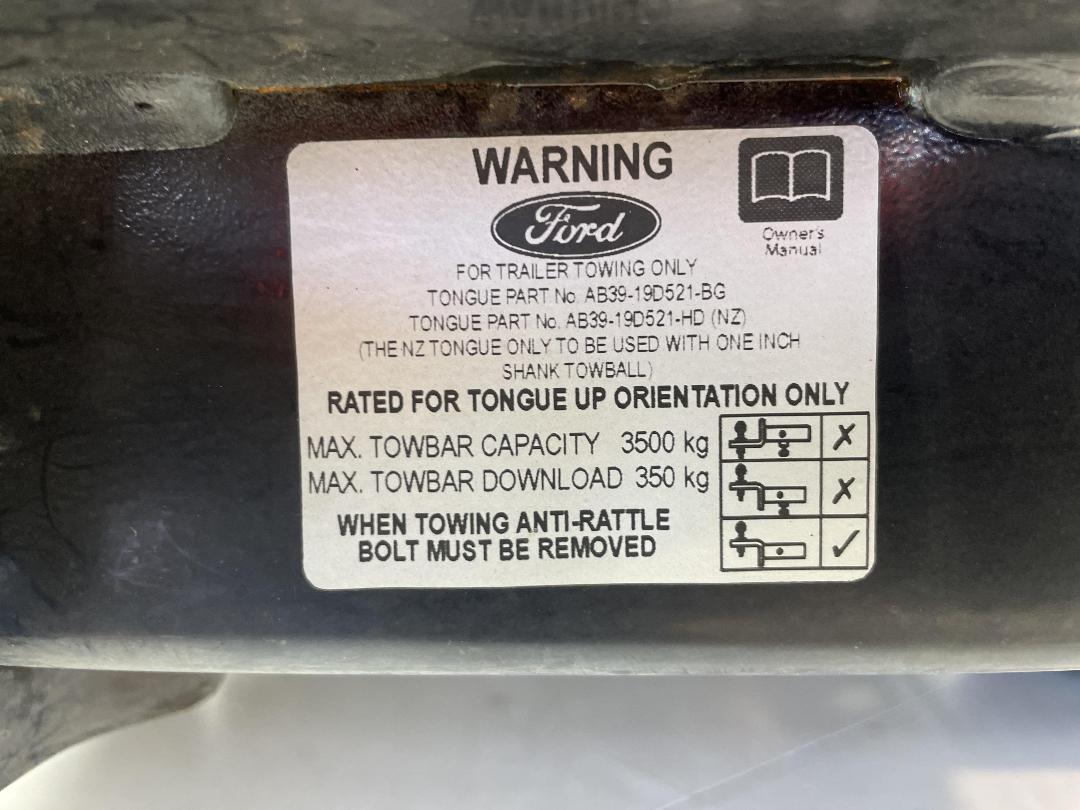 WARNING
Ford
Owner's
Manual
FOR TRAILER TOWING ONLY
TONGUE PART No. AB39-19D521-BG
TONGUE PART No. AB39-19D521-HD (NZ)
(THE NZ TONGUE ONLY TO BE USED WITH ONE INCH
SHANK TOWBALL)
RATED FOR TONGUE UP ORIENTATION ONLY
MAX. TOWBAR CAPACITY 3500 kg
MAX. TOWBAR DOWNLOAD 350 kg
WHEN TOWING ANTI-RATTLE
BOLT MUST BE REMOVED